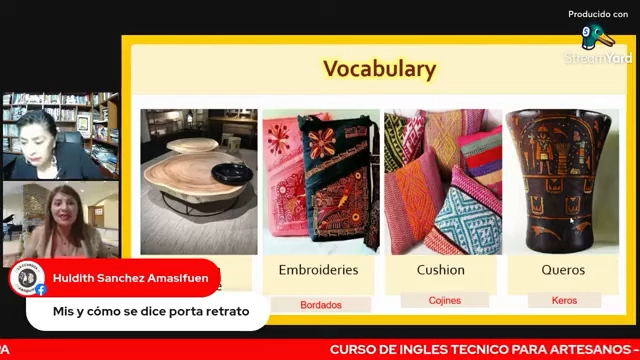 Producido con
StreamYard
Vocabulary
Embroideries
Cushion
Queros
Bordados
Cojines
Keros
Huldith Sanchez Amasifuen
Mis y cómo se dice porta retrato
PA
CURSO DE INGLES TECNICO PARA ARTESANOS -